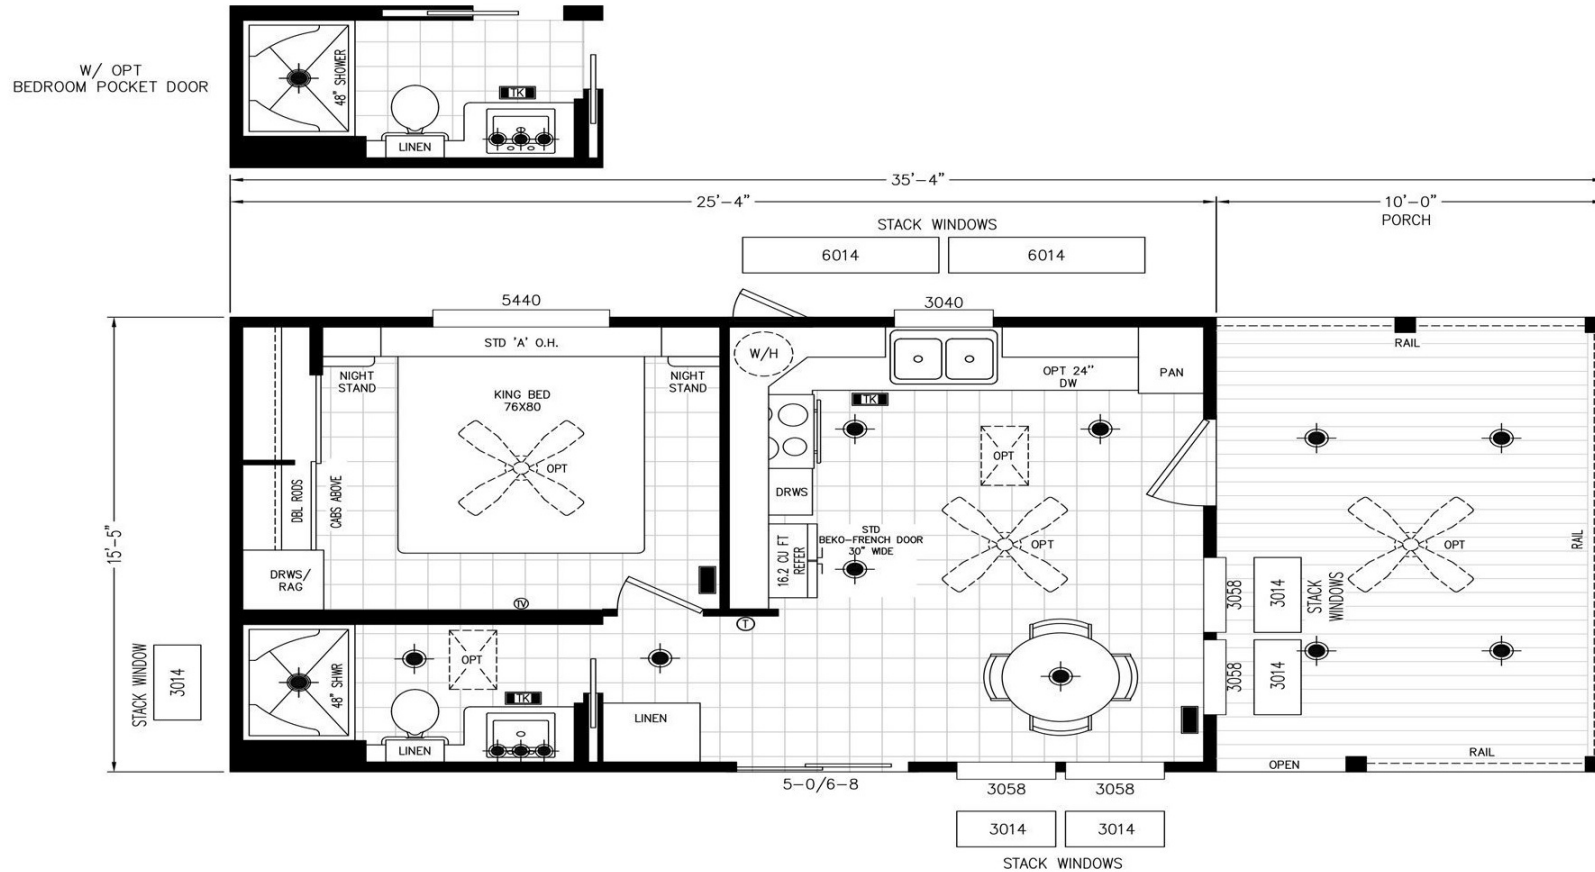 W/ OPT
BEDROOM POCKET DOOR
48" SHOWER
TK
LINEN
35'-4"
25'-4"
10'-0"
PORCH
STACK WINDOWS
6014
6014
5440
3040
STD 'A' O.H.
NIGHT
STAND
NIGHT
STAND
KING BED
76X80
OPT
DBL RODS
CABS ABOVE
DRWS/
RAG
TV
W/H
OPT 24"
DW
PAN
TK
OPT
DRWS
STD
BEKO-FRENCH DOOR
30" WIDE
16.2 CU FT
REFER
OPT
T
RAIL
OPT
RAIL
3058
3014
STACK
WINDOWS
3058
3014
RAIL
OPEN
15'-5"
STACK WINDOW
3014
48" SHWR
OPT
TK
LINEN
LINEN
5-0/6-8
3058
3058
3014
3014
STACK WINDOWS